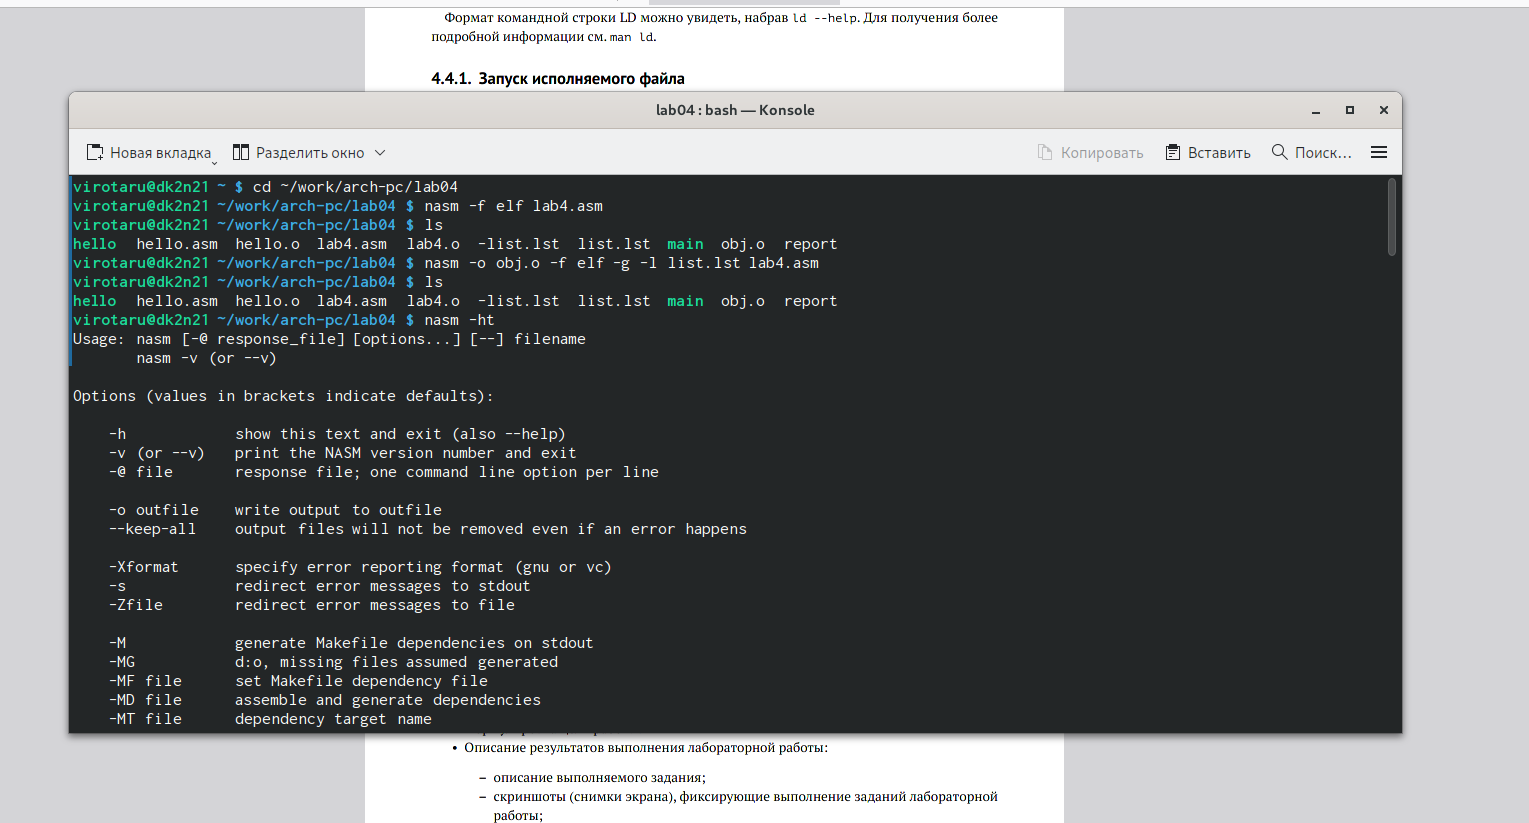 Формат командной строки LD можно увидеть, набрав ld --help. Для получения более
подробной информации см. man ld.
4.4.1. Запуск исполняемого файла
lab04 : bash — Konsole
Новая вкладка Разделить окно Копировать Вставить Поиск...
virotaru@dk2n21 ~ $ cd ~/work/arch-pc/lab04
virotaru@dk2n21 ~/work/arch-pc/lab04 $ nasm -f elf lab4.asm
virotaru@dk2n21 ~/work/arch-pc/lab04 $ ls
hello hello.asm hello.o lab4.asm lab4.o -list.lst list.lst main obj.o report
virotaru@dk2n21 ~/work/arch-pc/lab04 $ nasm -o obj.o -f elf -g -l list.lst lab4.asm
virotaru@dk2n21 ~/work/arch-pc/lab04 $ ls
hello hello.asm hello.o lab4.asm lab4.o -list.lst list.lst main obj.o report
virotaru@dk2n21 ~/work/arch-pc/lab04 $ nasm -ht
Usage: nasm [-@ response_file] [options...] [--] filename
nasm -v (or --v)
Options (values in brackets indicate defaults):
-h show this text and exit (also --help)
-v (or --v) print the NASM version number and exit
-@ file response file; one command line option per line
-o outfile write output to outfile
--keep-all output files will not be removed even if an error happens
-Xformat specify error reporting format (gnu or vc)
-s redirect error messages to stdout
-Zfile redirect error messages to file
-M generate Makefile dependencies on stdout
-MG d:o, missing files assumed generated
-MF file set Makefile dependency file
-MD file assemble and generate dependencies
-MT file dependency target name
• Описание результатов выполнения лабораторной работы:
– описание выполняемого задания;
– скриншоты (снимки экрана), фиксирующие выполнение заданий лабораторной
работы;